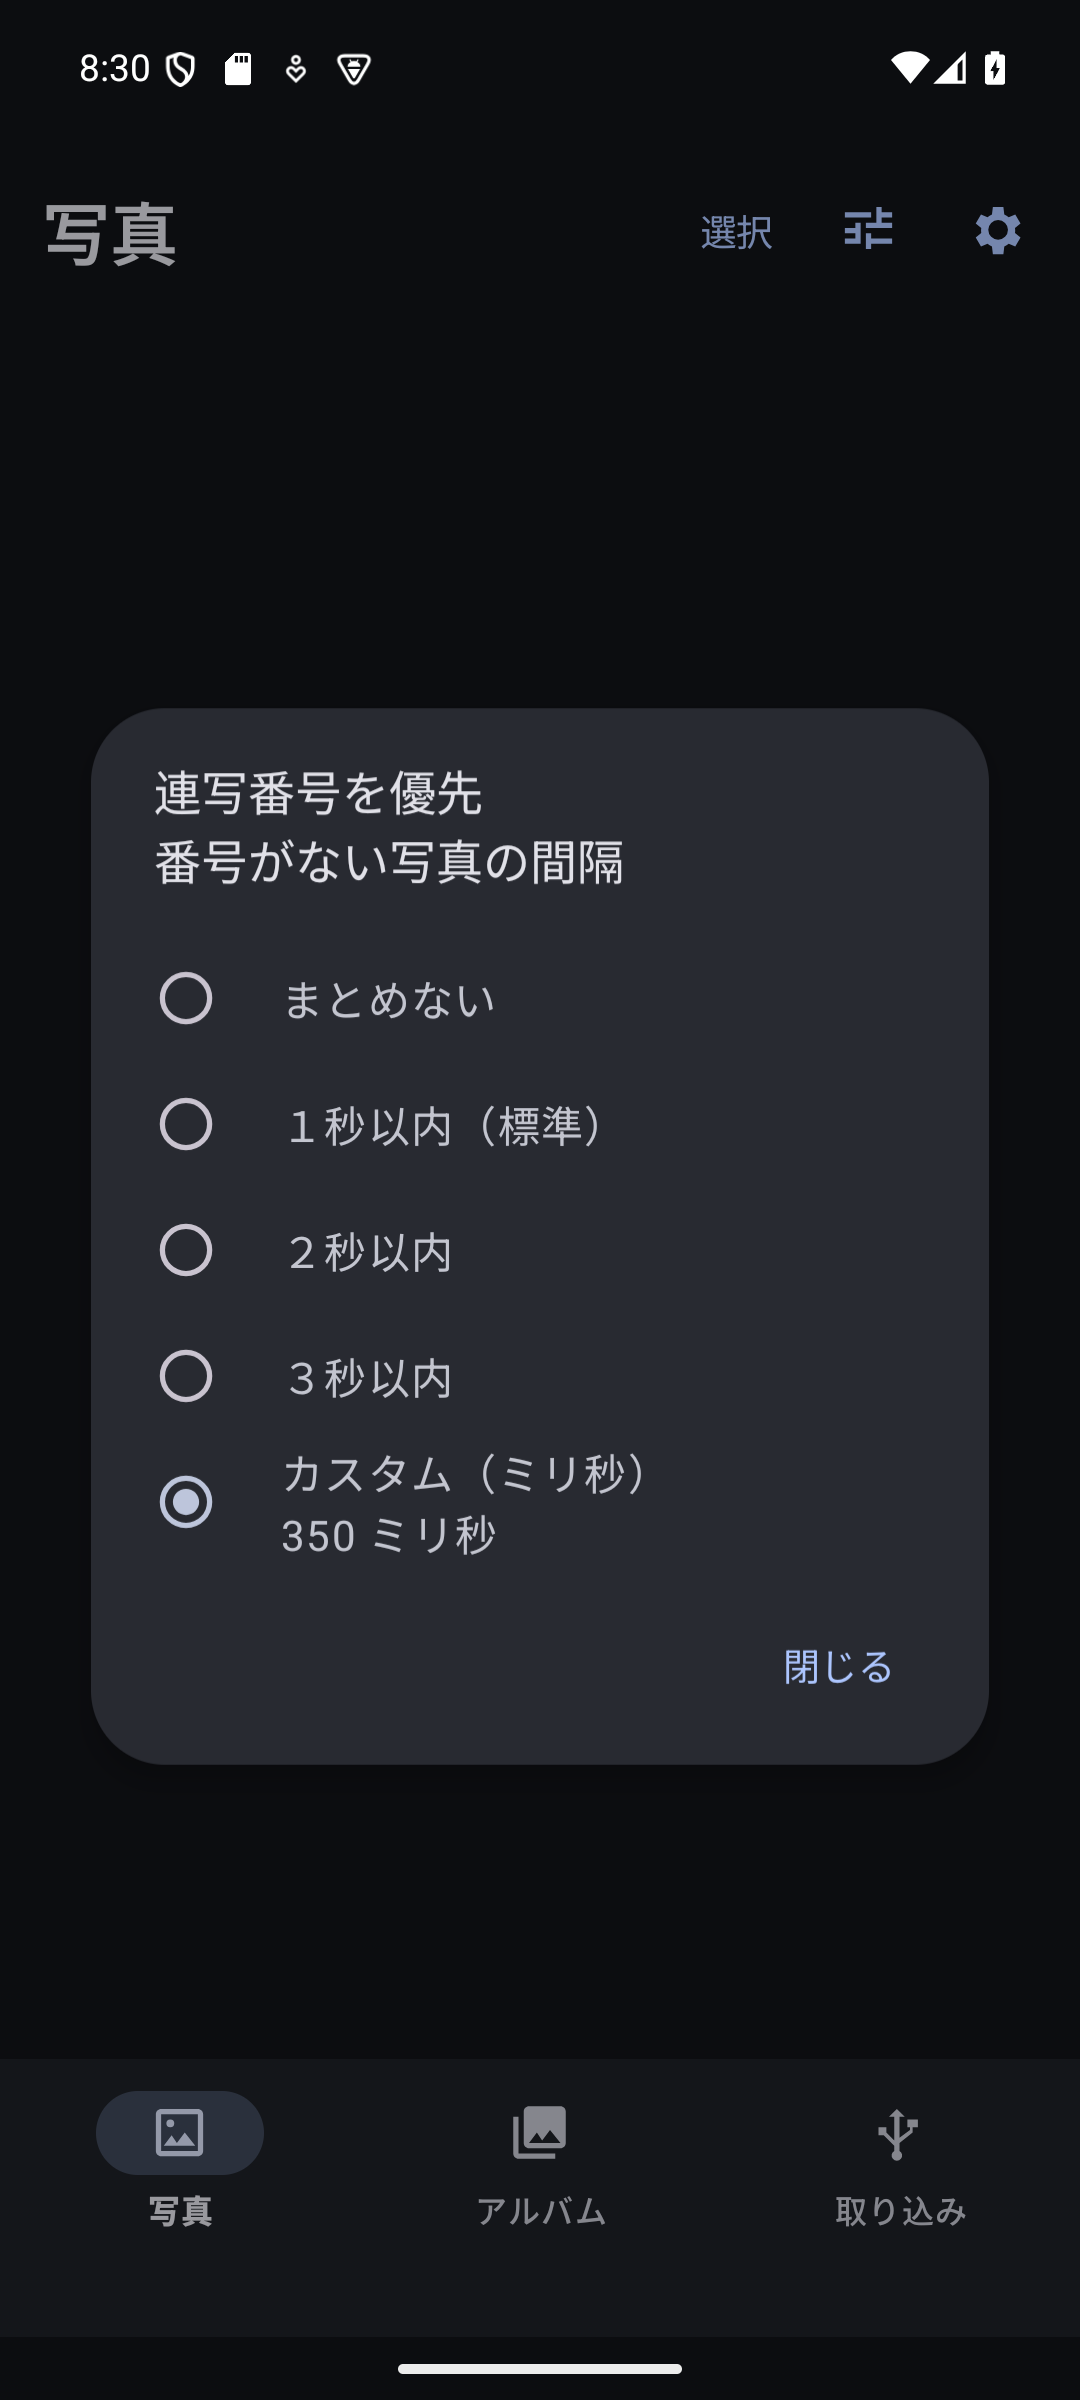 8:30
写真
選択
連写番号を優先
番号がない写真の間隔
まとめない
１秒以内（標準）
２秒以内
３秒以内
カスタム（ミリ秒）
350 ミリ秒
閉じる
写真
アルバム
取り込み